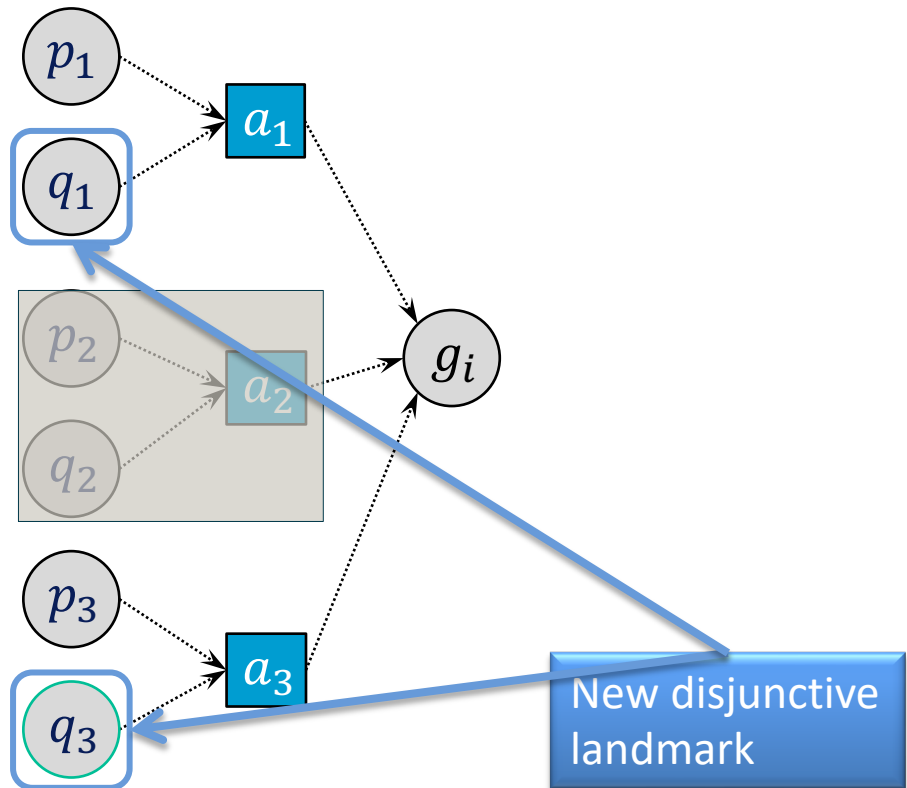 p₁
a₁
q₁
p₂
gᵢ
a₂
q₂
p₃
a₃
q₃
New disjunctive
landmark